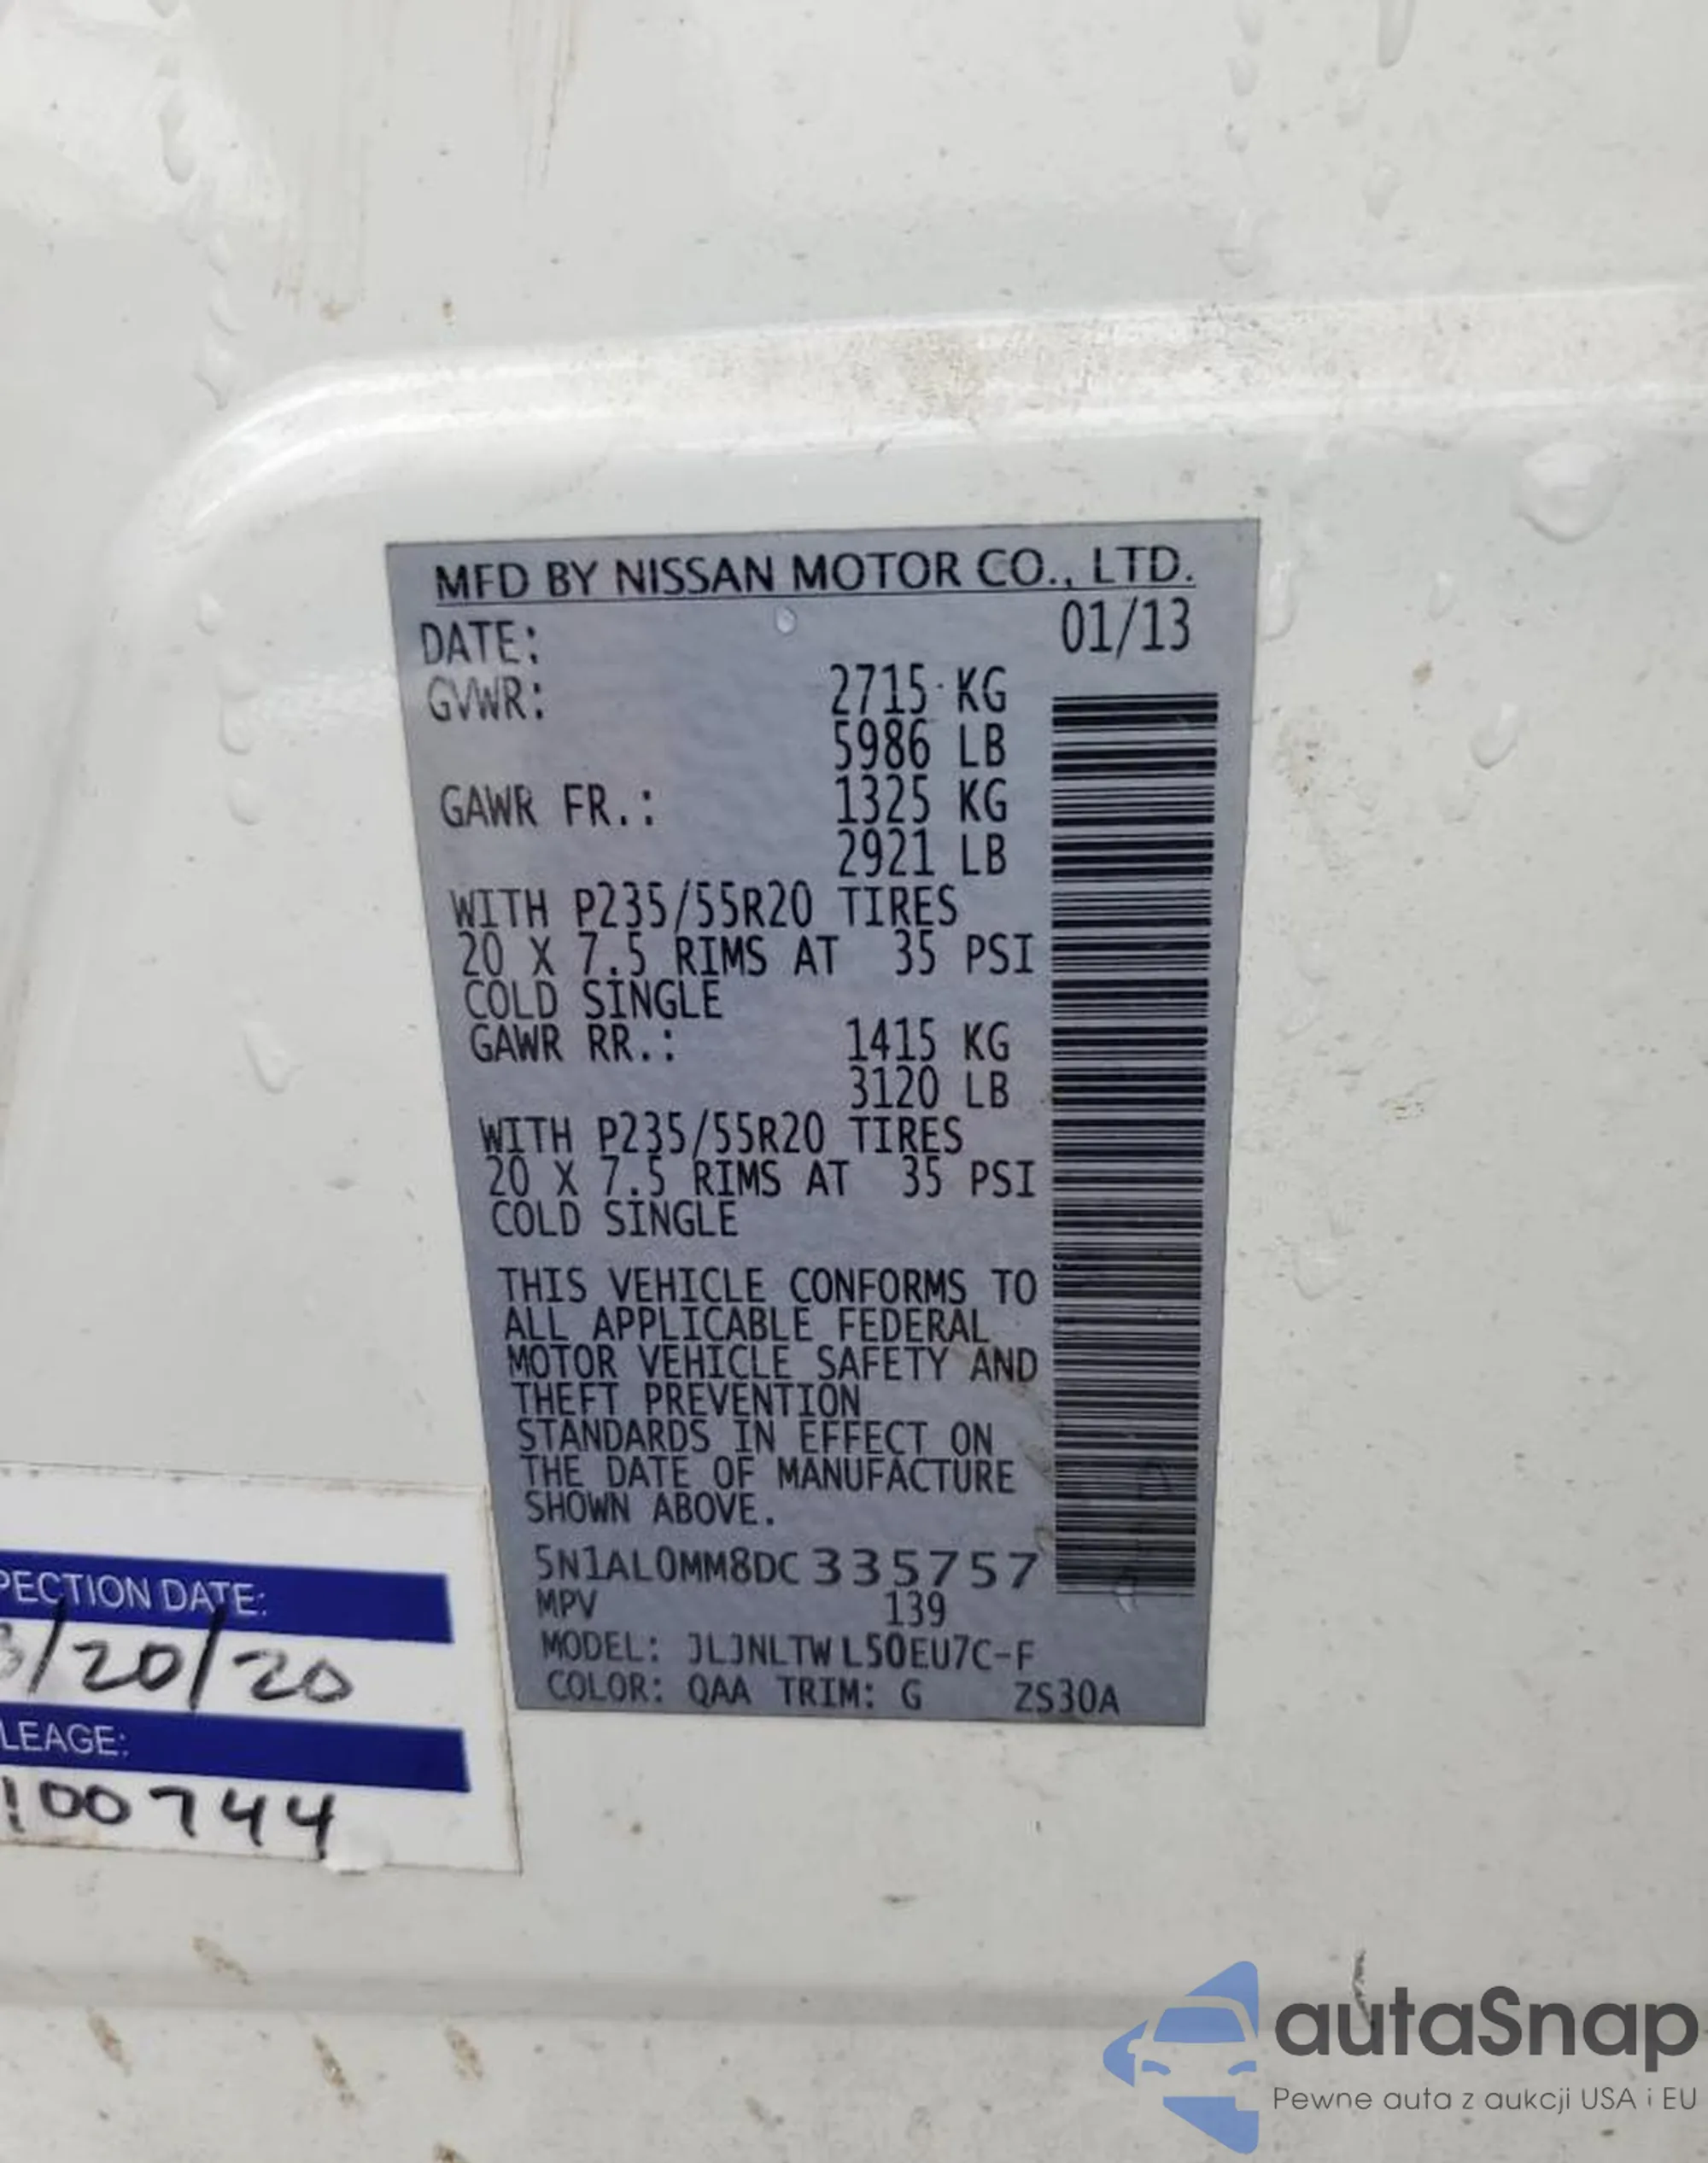 MFD BY NISSAN MOTOR CO., LTD.
DATE: 01/13
GVWR: 2715 KG
5986 LB
GAWR FR.: 1325 KG
2921 LB
WITH P235/55R20 TIRES
20 X 7.5 RIMS AT 35 PSI
COLD SINGLE
GAWR RR.: 1415 KG
3120 LB
WITH P235/55R20 TIRES
20 X 7.5 RIMS AT 35 PSI
COLD SINGLE
THIS VEHICLE CONFORMS TO
ALL APPLICABLE FEDERAL
MOTOR VEHICLE SAFETY AND
THEFT PREVENTION
STANDARDS IN EFFECT ON
THE DATE OF MANUFACTURE
SHOWN ABOVE.
5N1AL0MM8DC335757
MPV 139
MODEL: JLJNLTWL50EU7C-F
COLOR: QAA TRIM: G ZS30A
PECTION DATE:
/20/20
LEAGE:
100744
autaSnap
Pewne auta z aukcji USA i EU